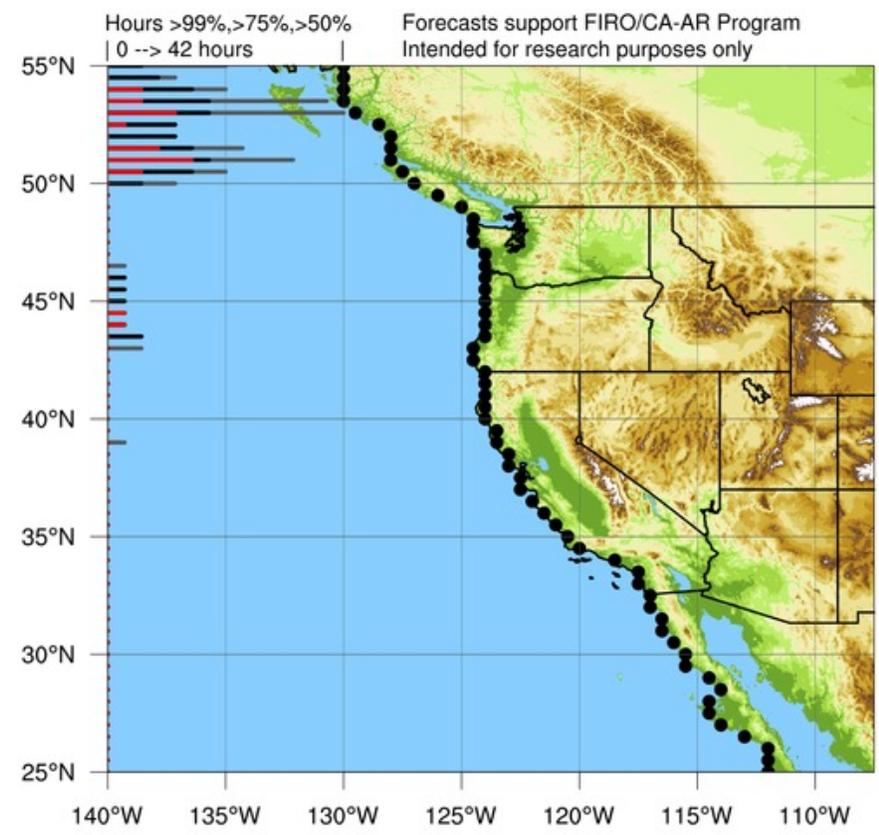 Hours >99%,>75%,>50%
| 0 --> 42 hours |
Forecasts support FIRO/CA-AR Program
Intended for research purposes only
55°N
50°N
45°N
40°N
35°N
30°N
25°N
140°W 135°W 130°W 125°W 120°W 115°W 110°W